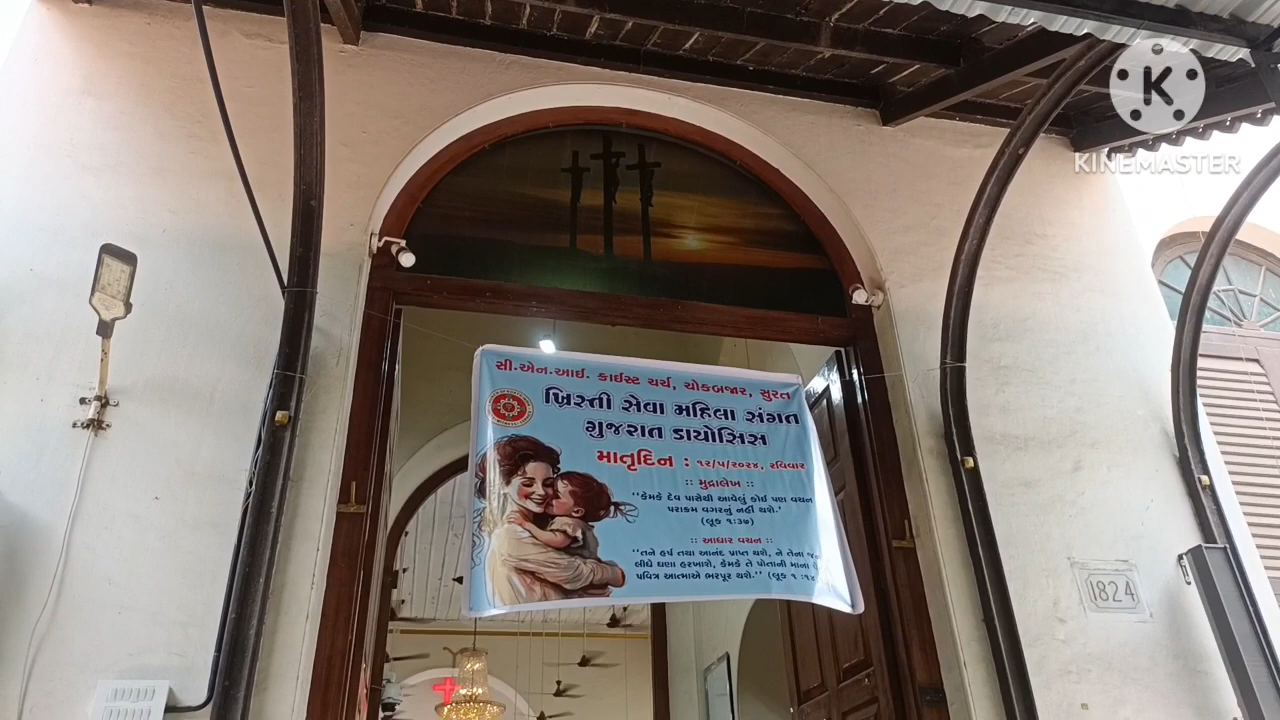 KINEMASTER
સી.એન.આઈ. ક્રાઈસ્ટ ચર્ચ, ચોકબજાર, સુરત
ખ્રિસ્તી સેવા મહિલા સંગત
ગુજરાત ડાયોસિસ
માતૃદિન : ૧૨/૫/૨૦૨૪, રવિવાર
:: મુદ્રાલેખ ::
"કેમકે દેવ પાસેથી આવેલું કોઈ પણ વચન
પરાક્રમ વગરનું નહીં થશે.'
(લૂક ૧:૩૭)
:: આધાર વચન ::
"તને હર્ષ તથા આનંદ પ્રાપ્ત થશે, ને તેના
લીધે ઘણા હરખાશે, કેમકે તે પોતાની માના
પવિત્ર આત્માએ ભરપૂર થશે." (લૂક ૧ :૧૪
1824